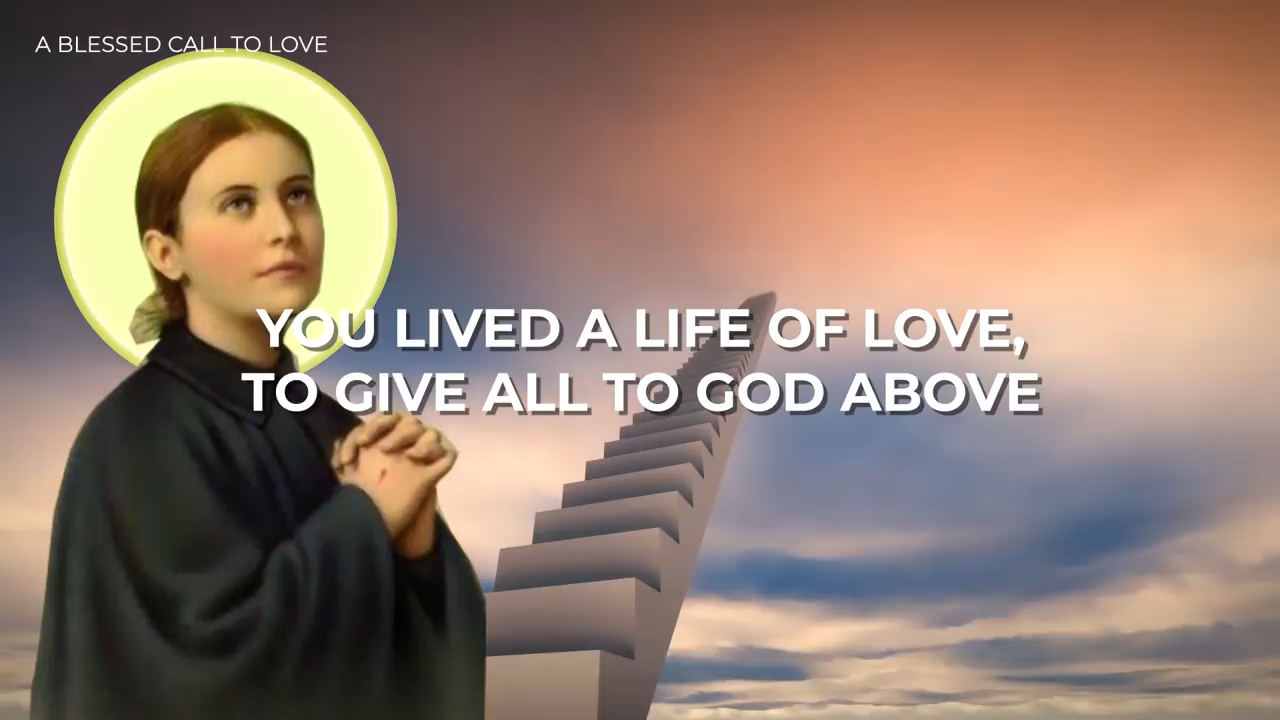 A BLESSED CALL TO LOVE
YOU LIVED A LIFE OF LOVE,
TO GIVE ALL TO GOD ABOVE